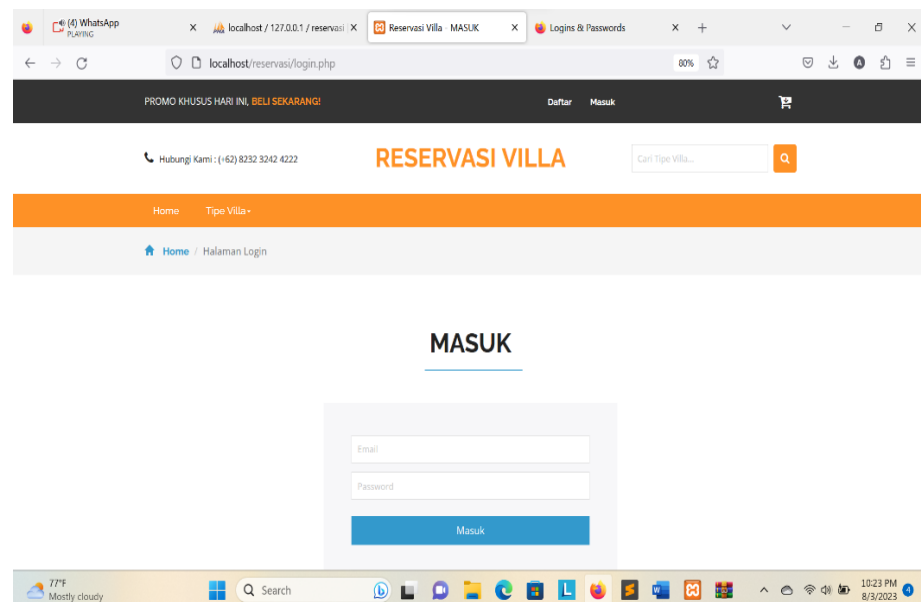 (4) WhatsApp
PLAYING
localhost / 127.0.0.1 / reservasi
Reservasi Villa - MASUK
Logins & Passwords
localhost/reservasi/login.php
80%
PROMO KHUSUS HARI INI, BELI SEKARANG!
Daftar Masuk
Hubungi Kami : (+62) 8232 3242 4222
RESERVASI VILLA
Cari Tipe Villa...
Home Tipe Villa
Home / Halaman Login
MASUK
Email
Password
Masuk
77°F
Mostly cloudy
Search
10:23 PM
8/3/2023
4